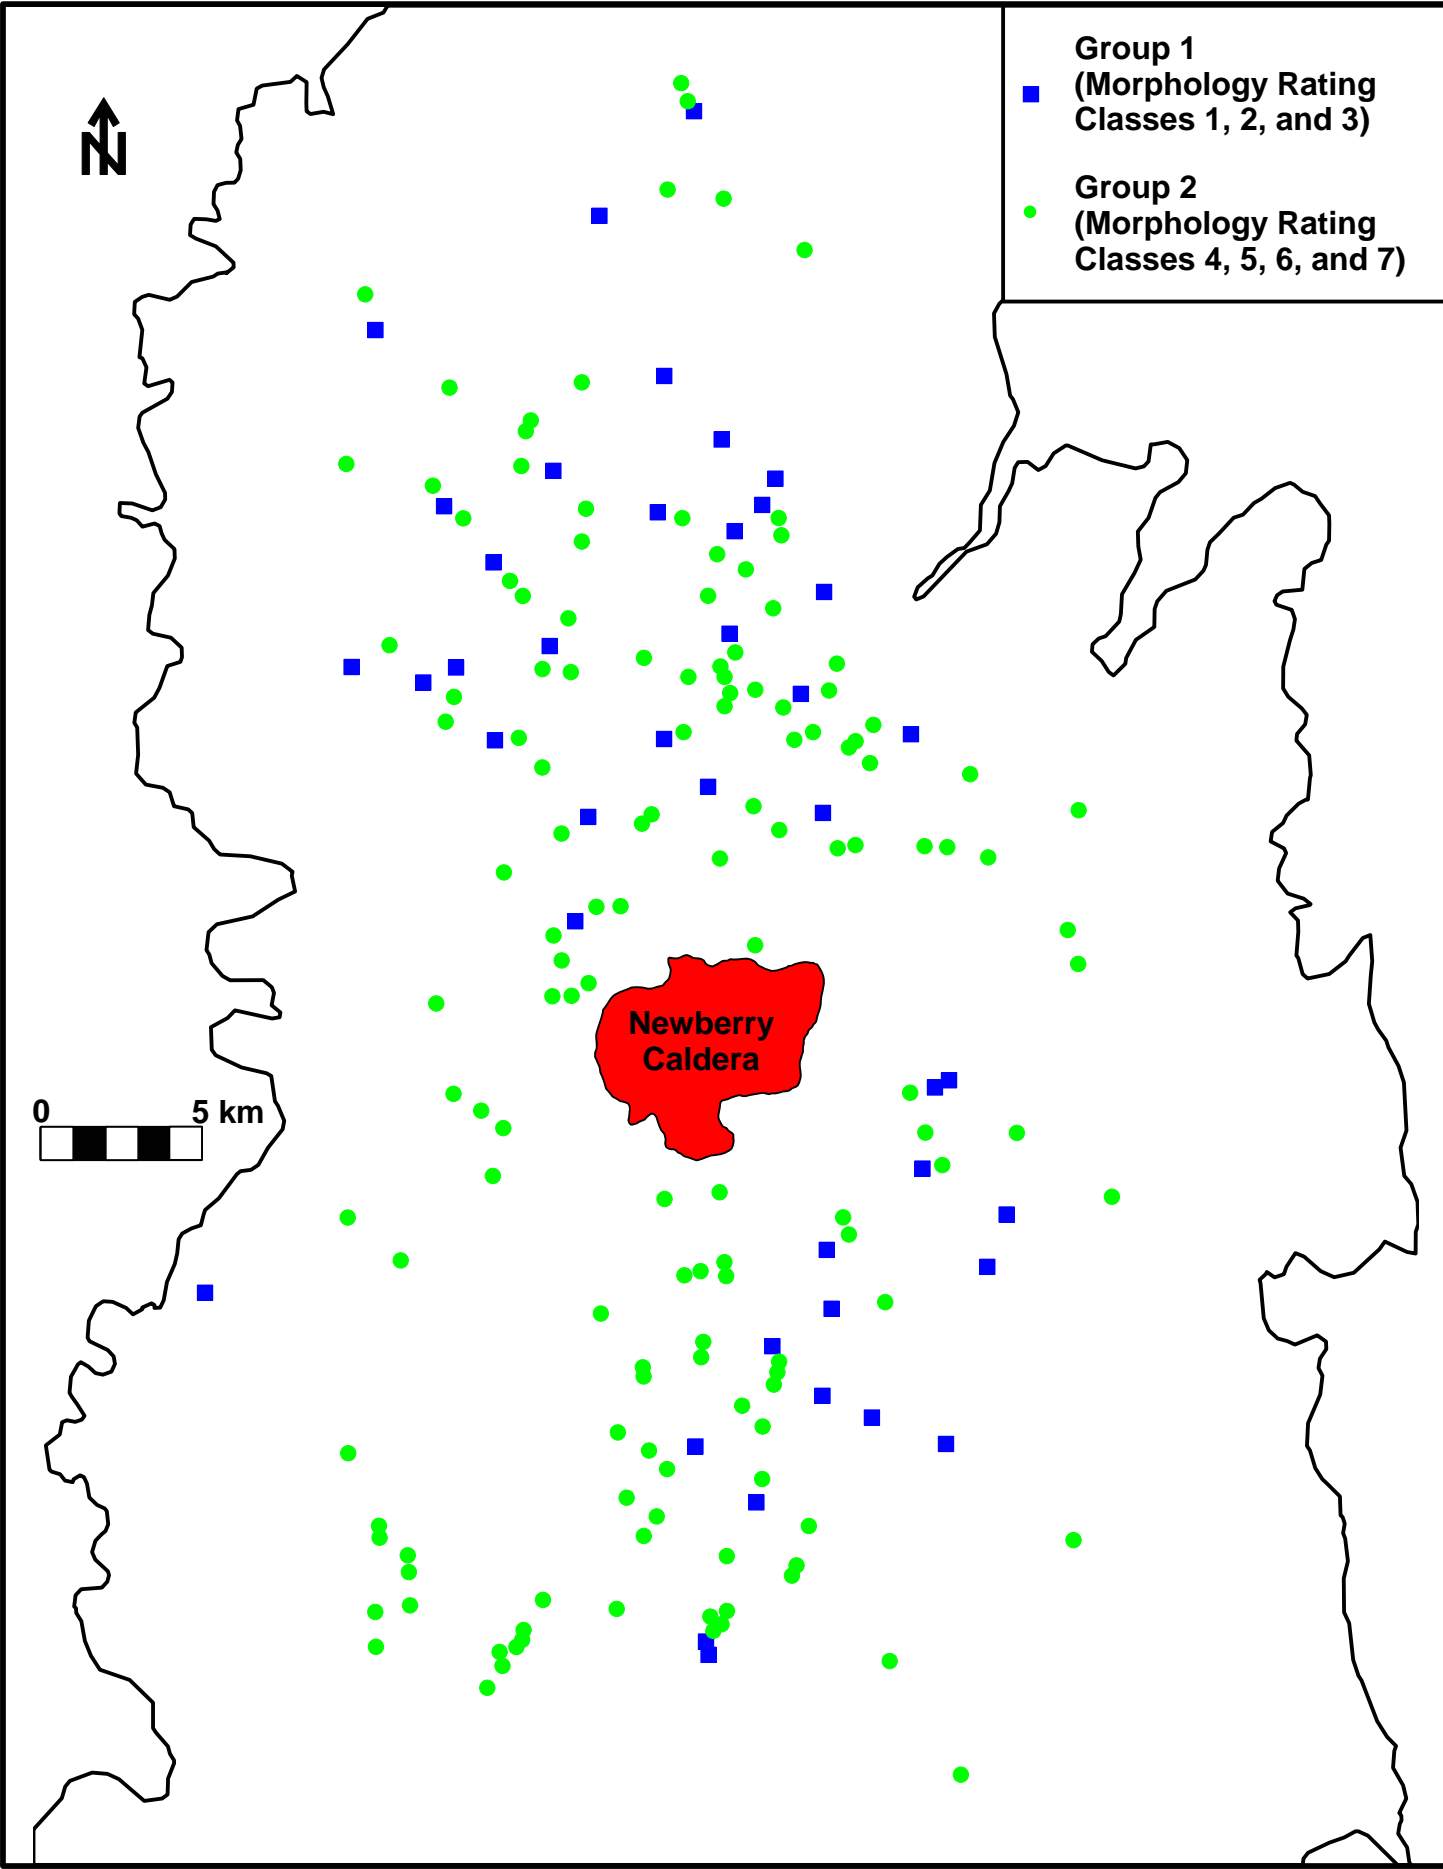 Group 1
(Morphology Rating
Classes 1, 2, and 3)
Group 2
(Morphology Rating
Classes 4, 5, 6, and 7)
N
Newberry
Caldera
0 5 km